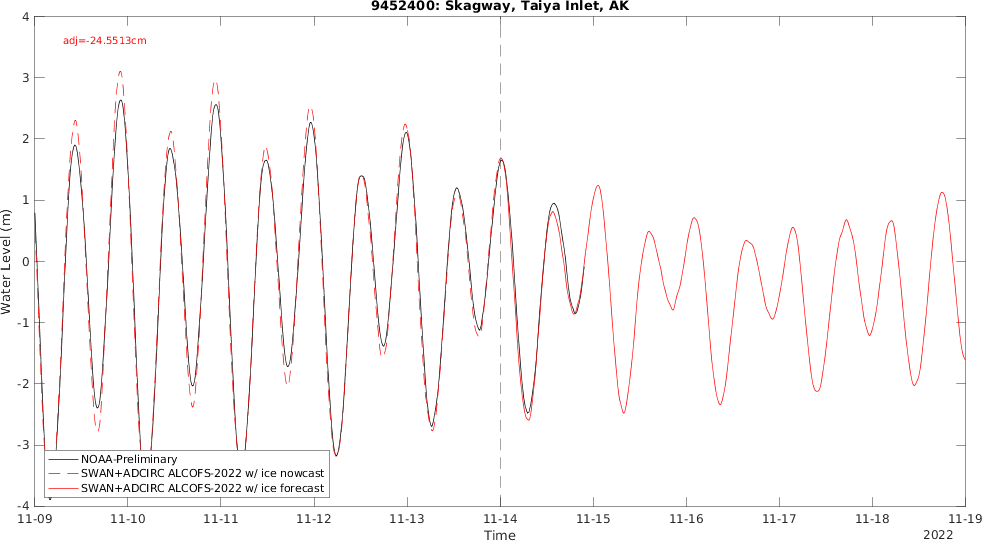 9452400: Skagway, Taiya Inlet, AK
adj=-24.5513cm
4
3
2
1
0
-1
-2
-3
-4
Water Level (m)
NOAA-Preliminary
SWAN+ADCIRC ALCOFS-2022 w/ ice nowcast
SWAN+ADCIRC ALCOFS-2022 w/ ice forecast
11-09 11-10 11-11 11-12 11-13 11-14 11-15 11-16 11-17 11-18 11-19
Time
2022